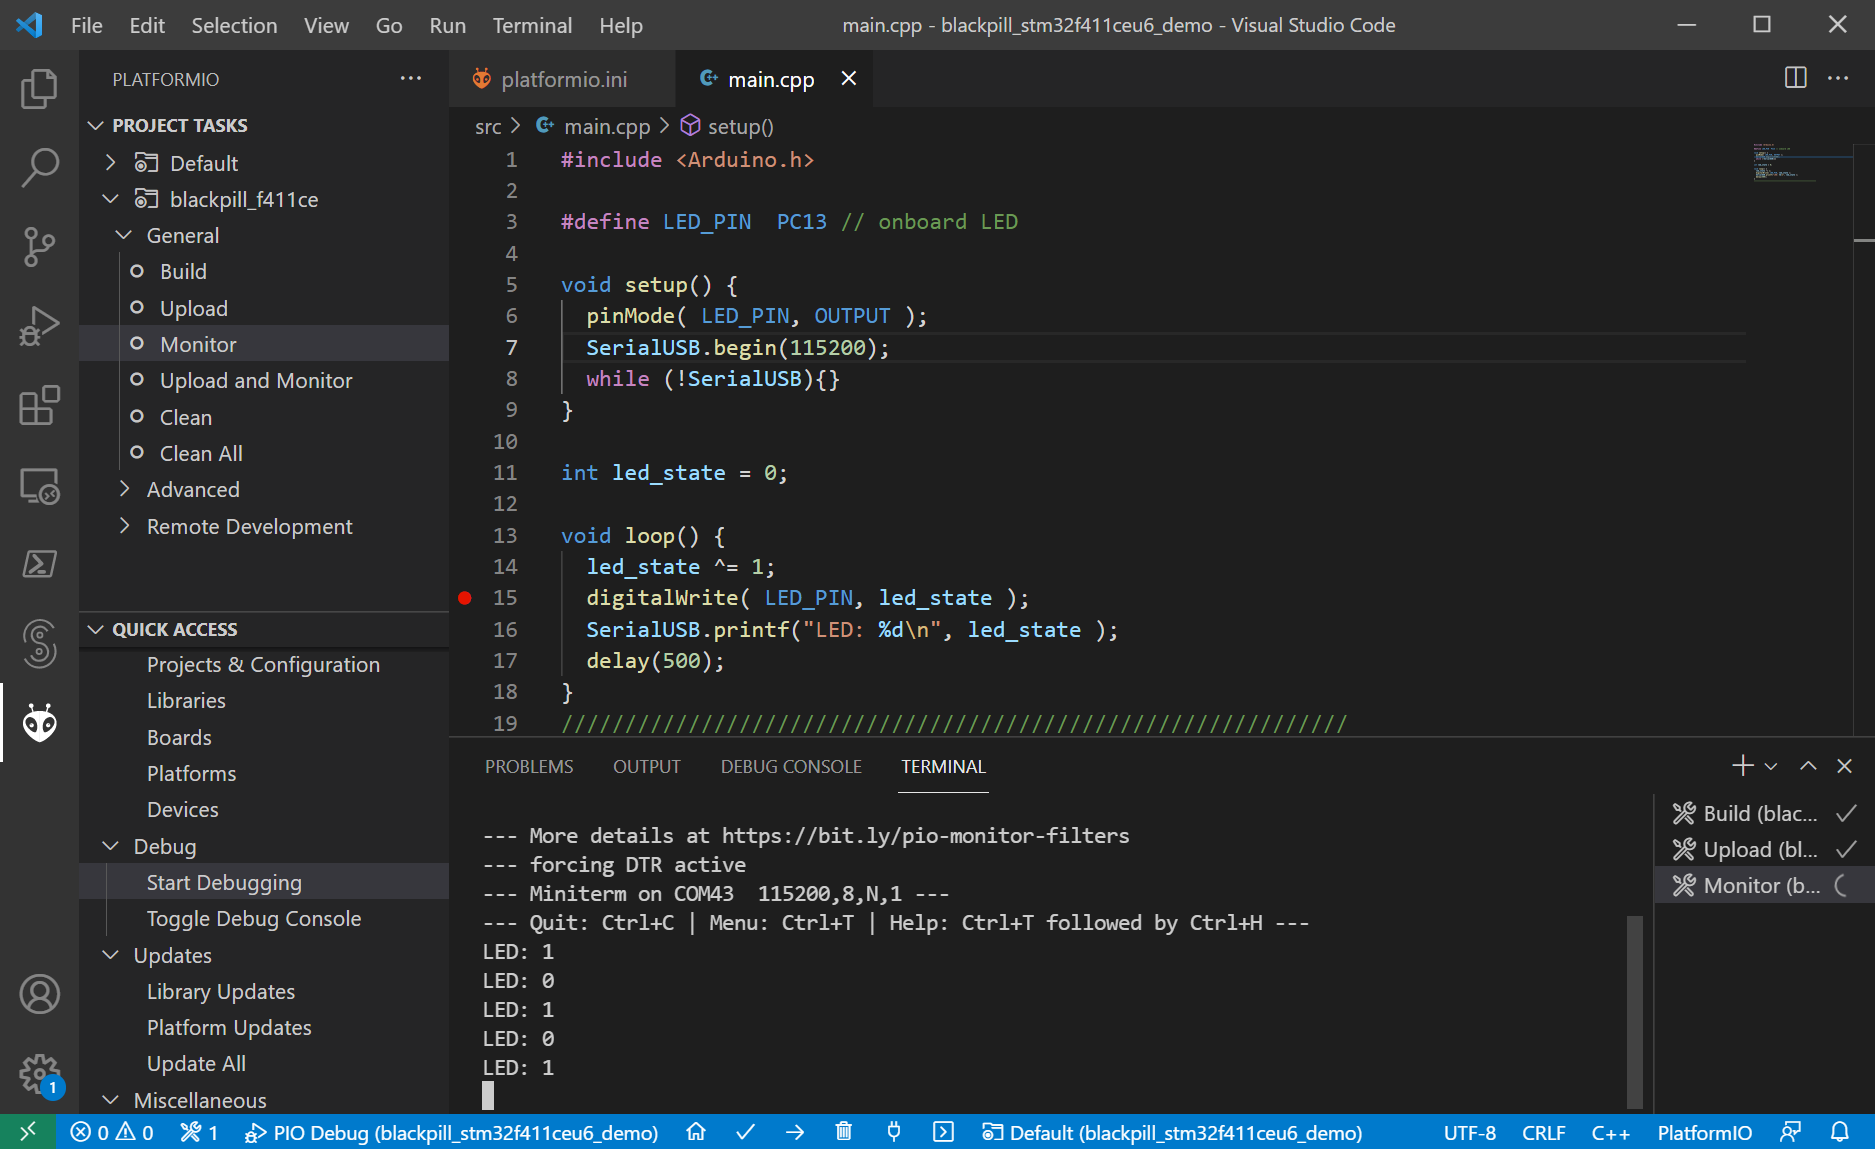 File Edit Selection View Go Run Terminal Help
main.cpp - blackpill_stm32f411ceu6_demo - Visual Studio Code
PLATFORMIO
PROJECT TASKS
Default
blackpill_f411ce
General
Build
Upload
Monitor
Upload and Monitor
Clean
Clean All
Advanced
Remote Development
QUICK ACCESS
Projects & Configuration
Libraries
Boards
Platforms
Devices
Debug
Start Debugging
Toggle Debug Console
Updates
Library Updates
Platform Updates
Update All
Miscellaneous
1
platformio.ini
main.cpp
src > main.cpp > setup()
1 #include <Arduino.h>
2
3 #define LED_PIN  PC13 // onboard LED
4
5 void setup() {
6   pinMode( LED_PIN, OUTPUT );
7   SerialUSB.begin(115200);
8   while (!SerialUSB){}
9 }
10
11 int led_state = 0;
12
13 void loop() {
14   led_state ^= 1;
15   digitalWrite( LED_PIN, led_state );
16   SerialUSB.printf("LED: %d\n", led_state );
17   delay(500);
18 }
19 //////////////////////////////////////////////////////////////
PROBLEMS OUTPUT DEBUG CONSOLE TERMINAL
--- More details at https://bit.ly/pio-monitor-filters
--- forcing DTR active
--- Miniterm on COM43  115200,8,N,1 ---
--- Quit: Ctrl+C | Menu: Ctrl+T | Help: Ctrl+T followed by Ctrl+H ---
LED: 1
LED: 0
LED: 1
LED: 0
LED: 1
Build (blac...
Upload (bl...
Monitor (b...
0 0 1 PIO Debug (blackpill_stm32f411ceu6_demo) Default (blackpill_stm32f411ceu6_demo) UTF-8 CRLF C++ PlatformIO